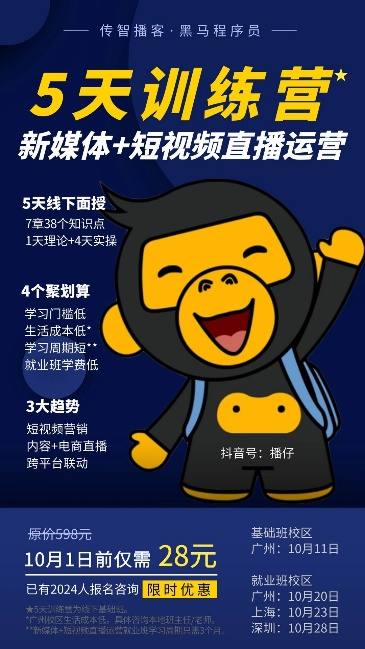 传智播客·黑马程序员
5天训练营★
新媒体+短视频直播运营
5天线下面授
7章38个知识点
1天理论+4天实操
4个聚划算
学习门槛低
生活成本低*
学习周期短**
就业班学费低
3大趋势
短视频营销
内容+电商直播
跨平台联动
抖音号：播仔
原价598元
10月1日前仅需 28元
已有2024人报名咨询 限时优惠
★5天训练营为线下基础班。
*广州校区生活成本低，具体咨询本地班主任/老师。
**新媒体+短视频直播运营就业班学习周期只需3个月。
基础班校区
广州：10月11日
就业班校区
广州：10月20日
上海：10月23日
深圳：10月28日